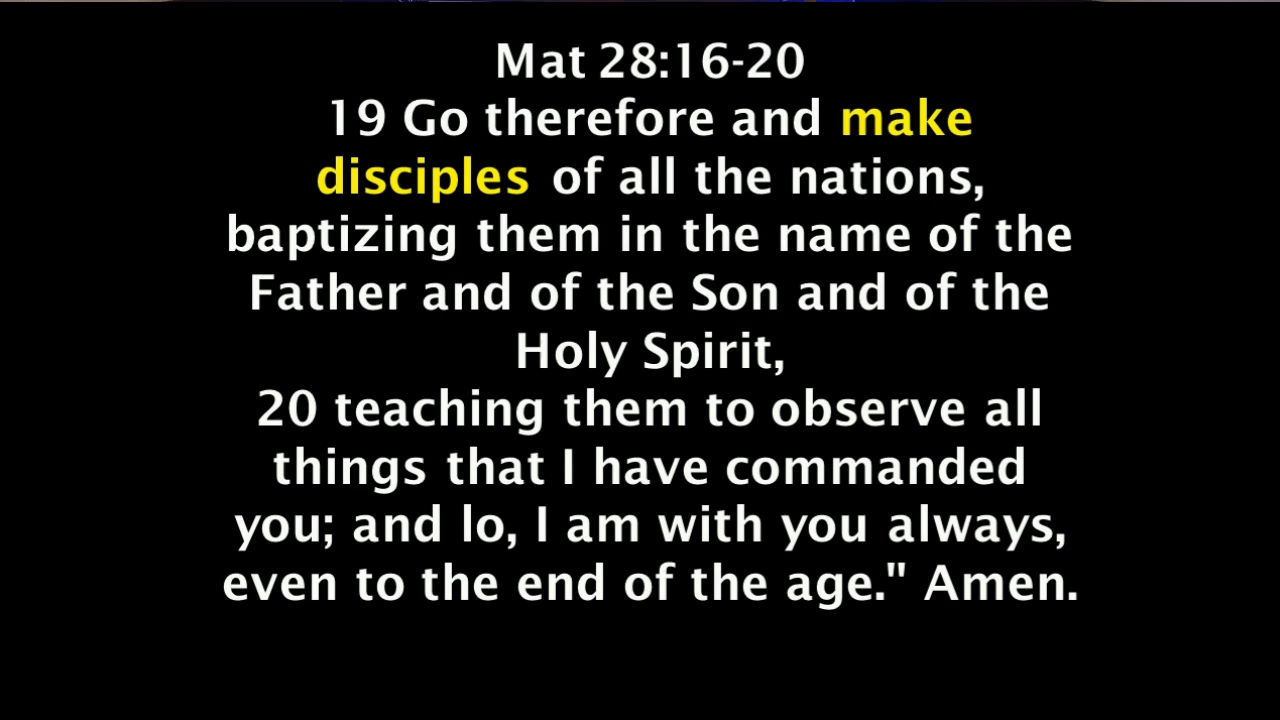 Mat 28:16-20
19 Go therefore and make
disciples of all the nations,
baptizing them in the name of the
Father and of the Son and of the
Holy Spirit,
20 teaching them to observe all
things that I have commanded
you; and lo, I am with you always,
even to the end of the age." Amen.